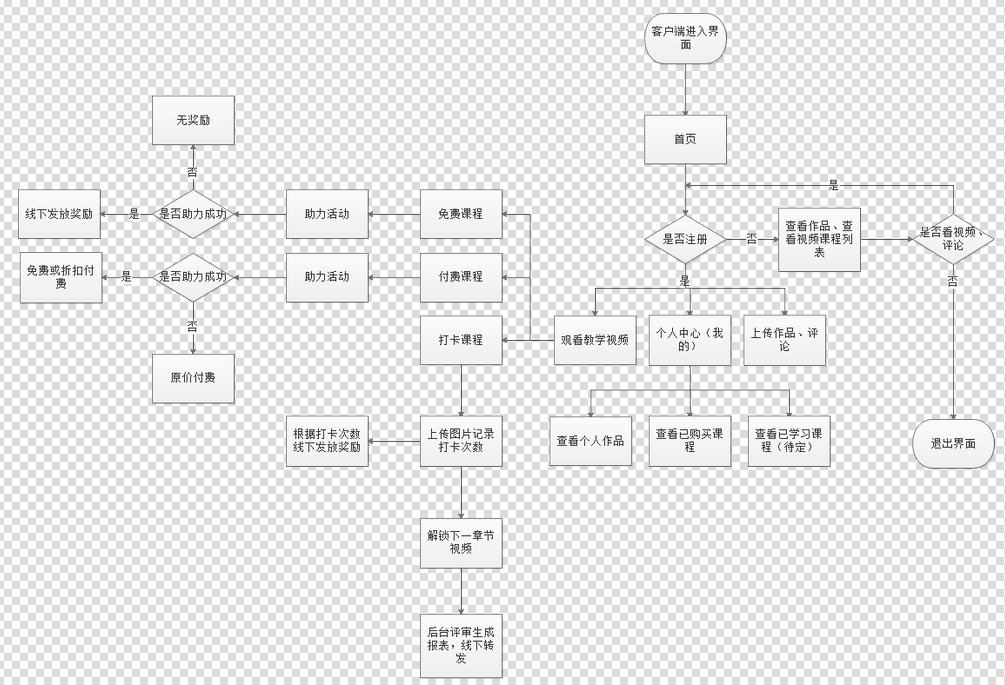 客户端进入界
面
首页
无奖励
否
是
线下发放奖励
是
是否助力成功
助力活动
免费课程
是否注册
否
查看作品、查
看视频课程列
表
是否看视频、
评论
免费或折扣付
费
是
是否助力成功
助力活动
付费课程
是
否
否
原价付费
打卡课程
观看教学视频
个人中心（我
的）
上传作品、评
论
根据打卡次数
线下发放奖励
上传图片记录
打卡次数
查看个人作品
查看已购买课
程
查看已学习课
程（待定）
退出界面
解锁下一章节
视频
后台评审生成
报表，线下转
发